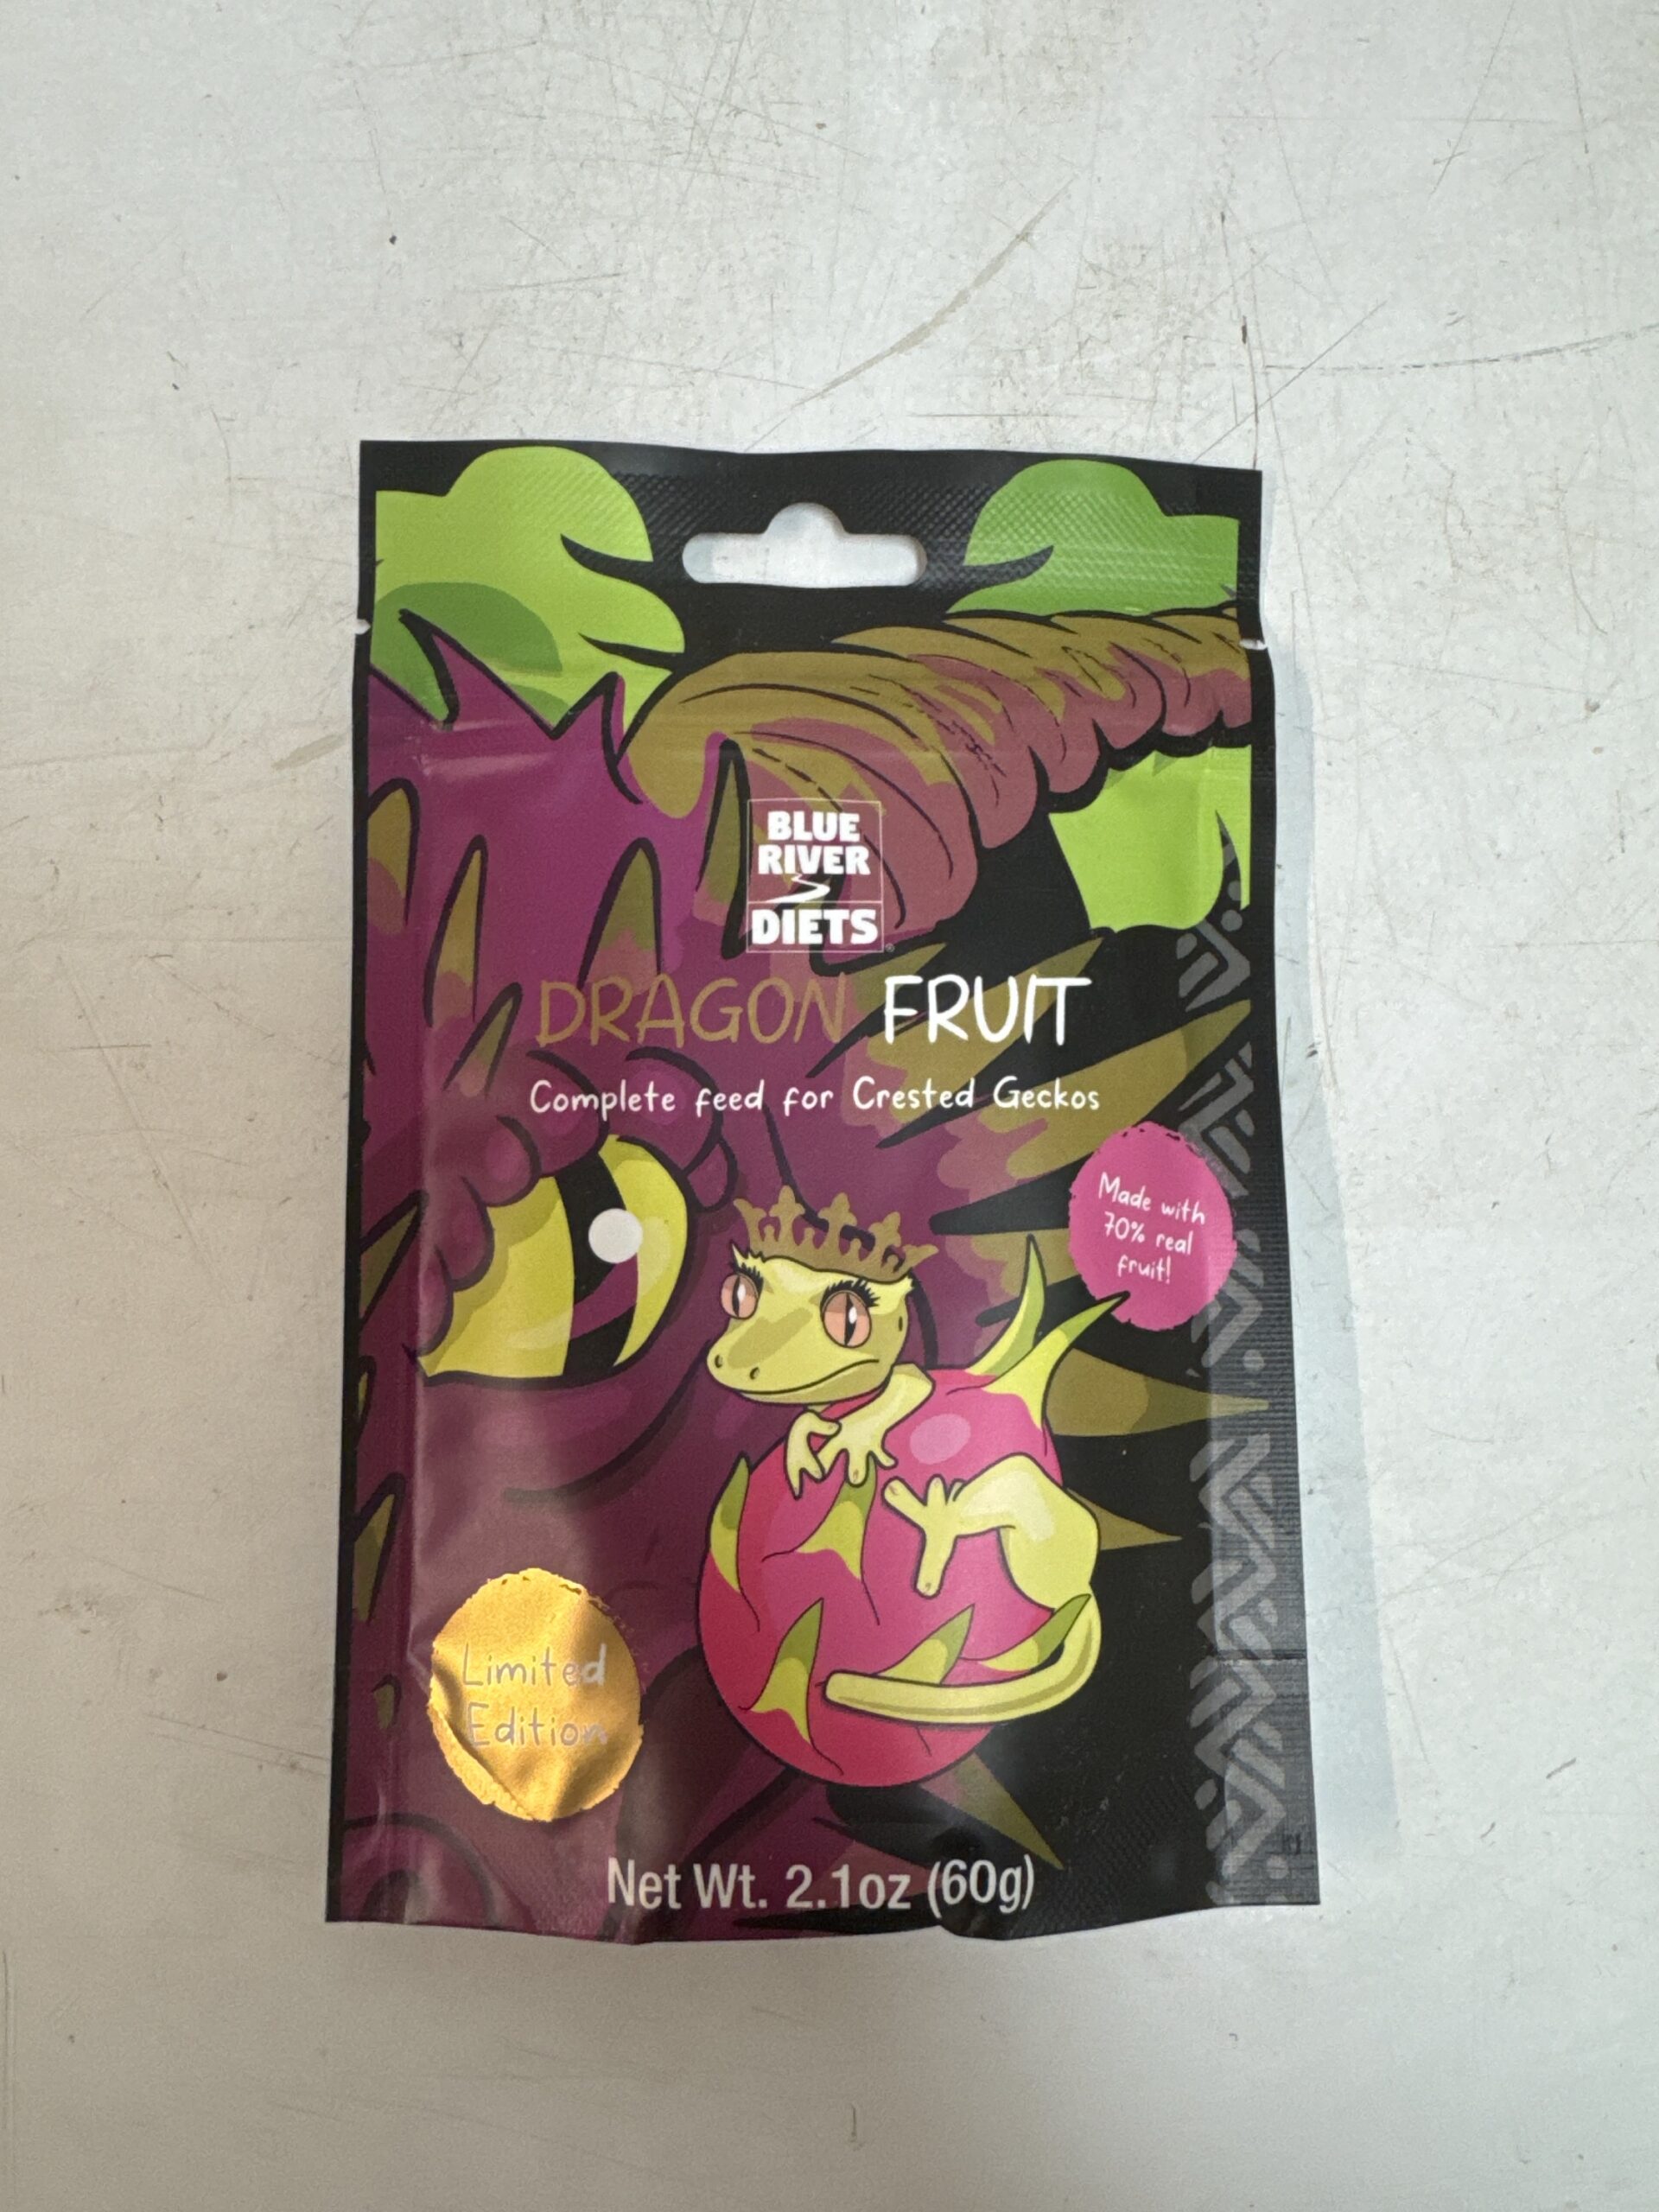 BLUE
RIVER
DIETS®
DRAGON FRUIT
Complete feed for Crested Geckos
Made with
70% real
fruit!
Limited
Edition
Net Wt. 2.1oz (60g)